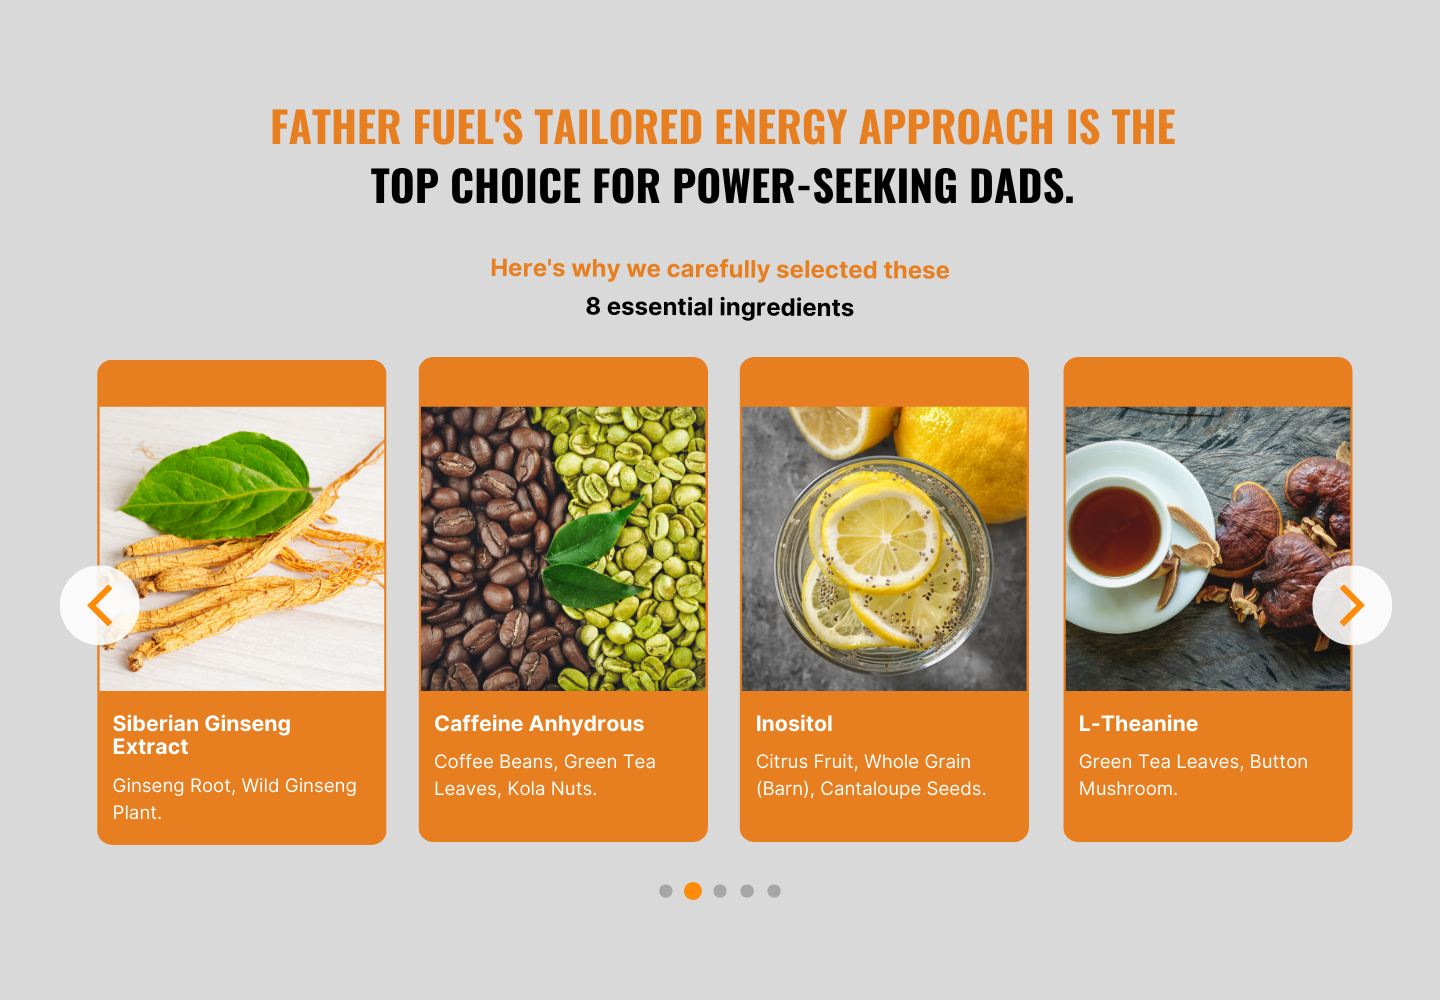 FATHER FUEL'S TAILORED ENERGY APPROACH IS THE
TOP CHOICE FOR POWER-SEEKING DADS.
Here's why we carefully selected these
8 essential ingredients
Siberian Ginseng
Extract
Ginseng Root, Wild Ginseng
Plant.
Caffeine Anhydrous
Coffee Beans, Green Tea
Leaves, Kola Nuts.
Inositol
Citrus Fruit, Whole Grain
(Barn), Cantaloupe Seeds.
L-Theanine
Green Tea Leaves, Button
Mushroom.